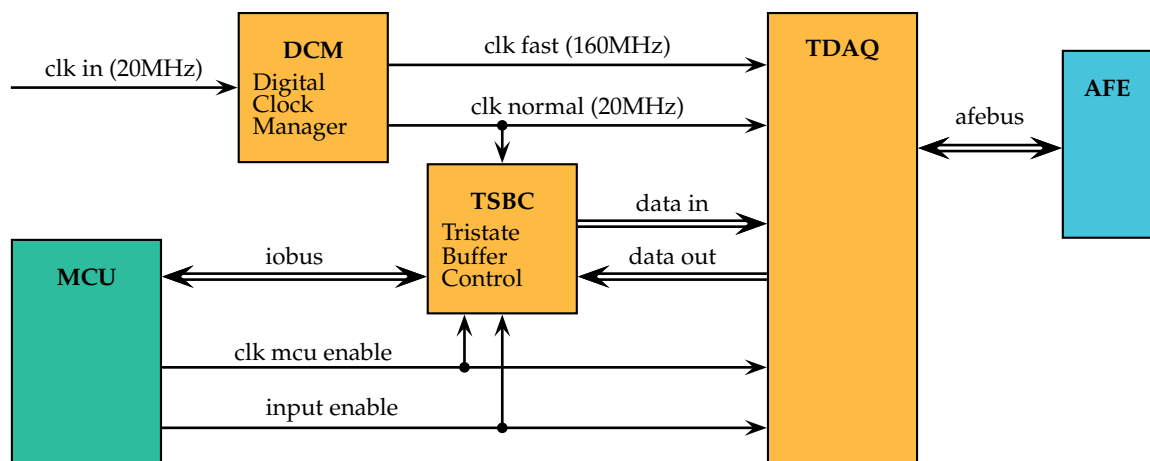 DCM
Digital
Clock
Manager
clk in (20MHz)
clk fast (160MHz)
clk normal (20MHz)
TDAQ
AFE
afebus
TSBC
Tristate
Buffer
Control
data in
data out
MCU
iobus
clk mcu enable
input enable